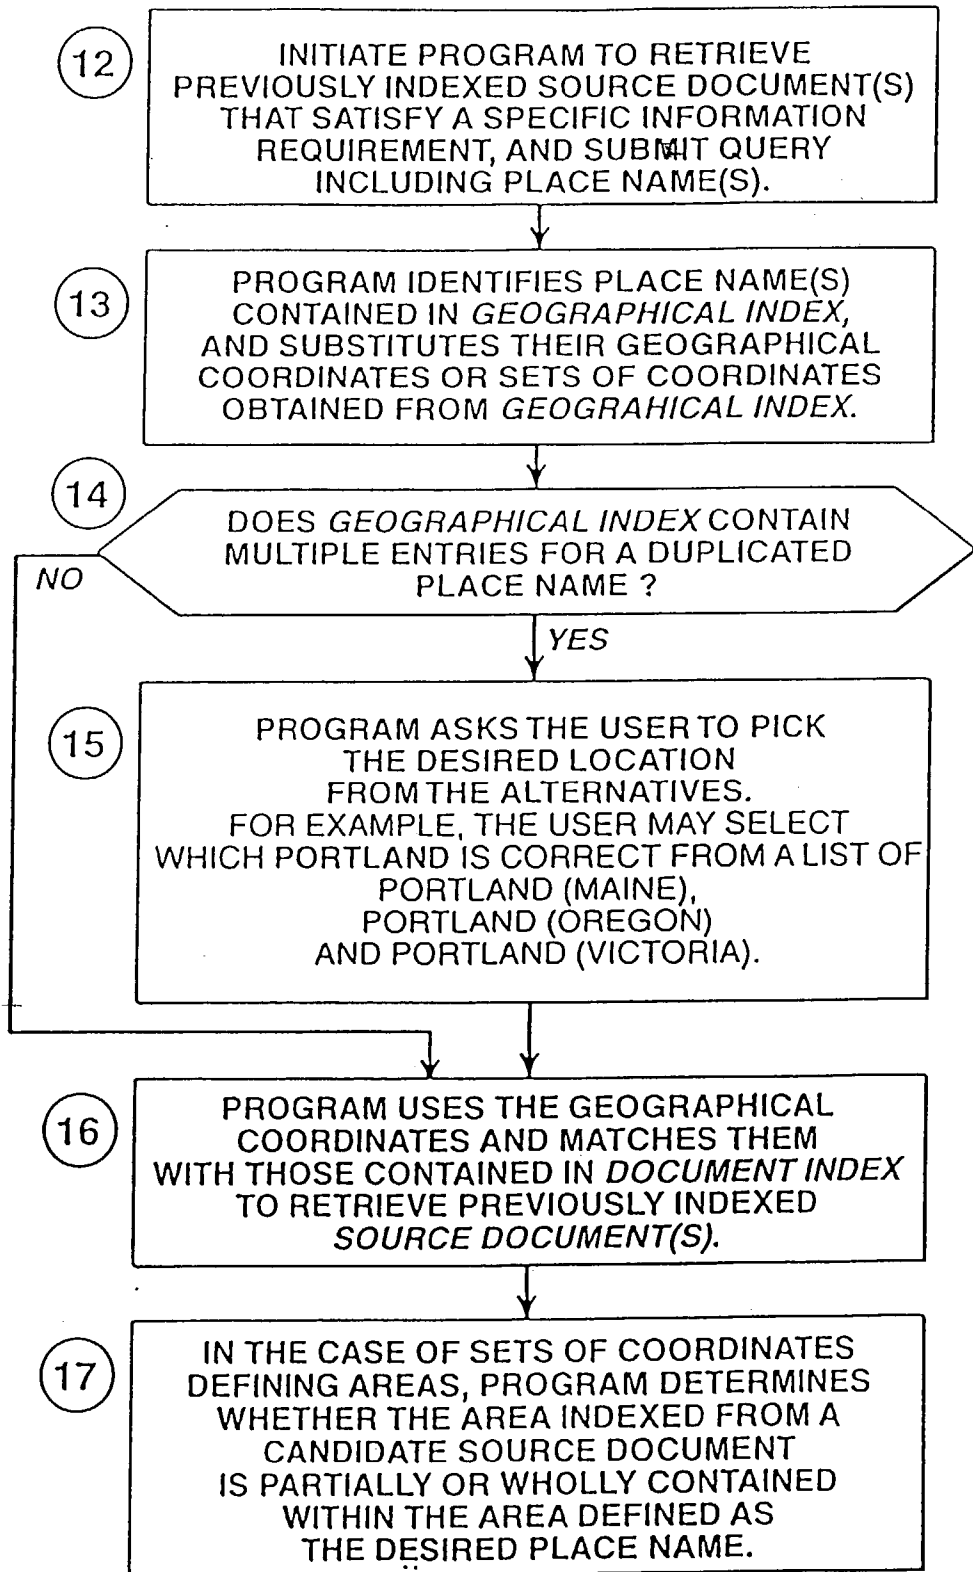 12
INITIATE PROGRAM TO RETRIEVE
PREVIOUSLY INDEXED SOURCE DOCUMENT(S)
THAT SATISFY A SPECIFIC INFORMATION
REQUIREMENT, AND SUBMIT QUERY
INCLUDING PLACE NAME(S).
13
PROGRAM IDENTIFIES PLACE NAME(S)
CONTAINED IN GEOGRAPHICAL INDEX,
AND SUBSTITUTES THEIR GEOGRAPHICAL
COORDINATES OR SETS OF COORDINATES
OBTAINED FROM GEOGRAHICAL INDEX.
14
DOES GEOGRAPHICAL INDEX CONTAIN
MULTIPLE ENTRIES FOR A DUPLICATED
PLACE NAME ?
NO
YES
15
PROGRAM ASKS THE USER TO PICK
THE DESIRED LOCATION
FROM THE ALTERNATIVES.
FOR EXAMPLE, THE USER MAY SELECT
WHICH PORTLAND IS CORRECT FROM A LIST OF
PORTLAND (MAINE),
PORTLAND (OREGON)
AND PORTLAND (VICTORIA).
16
PROGRAM USES THE GEOGRAPHICAL
COORDINATES AND MATCHES THEM
WITH THOSE CONTAINED IN DOCUMENT INDEX
TO RETRIEVE PREVIOUSLY INDEXED
SOURCE DOCUMENT(S).
17
IN THE CASE OF SETS OF COORDINATES
DEFINING AREAS, PROGRAM DETERMINES
WHETHER THE AREA INDEXED FROM A
CANDIDATE SOURCE DOCUMENT
IS PARTIALLY OR WHOLLY CONTAINED
WITHIN THE AREA DEFINED AS
THE DESIRED PLACE NAME.